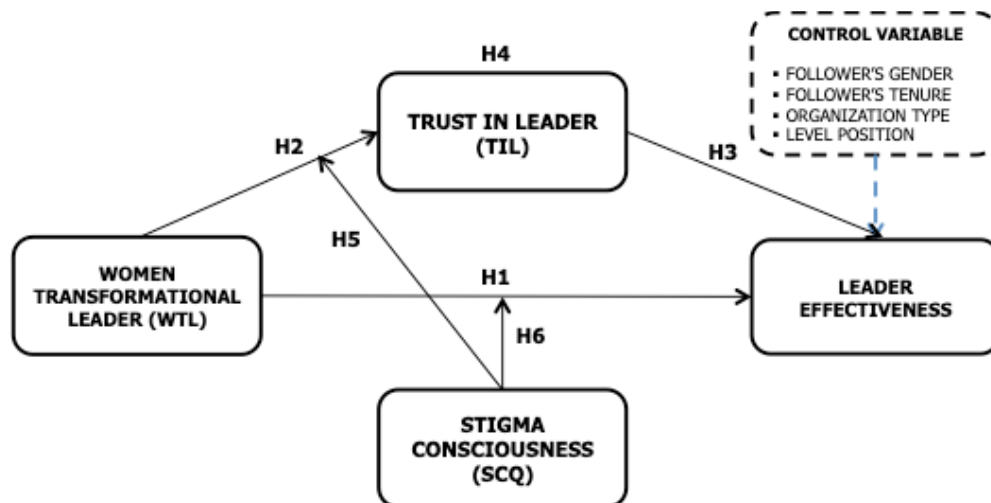 CONTROL VARIABLE
▪ FOLLOWER'S GENDER
▪ FOLLOWER'S TENURE
▪ ORGANIZATION TYPE
▪ LEVEL POSITION
H4
TRUST IN LEADER
(TIL)
H2
H3
H5
WOMEN
TRANSFORMATIONAL
LEADER (WTL)
H1
LEADER
EFFECTIVENESS
H6
STIGMA
CONSCIOUSNESS
(SCQ)